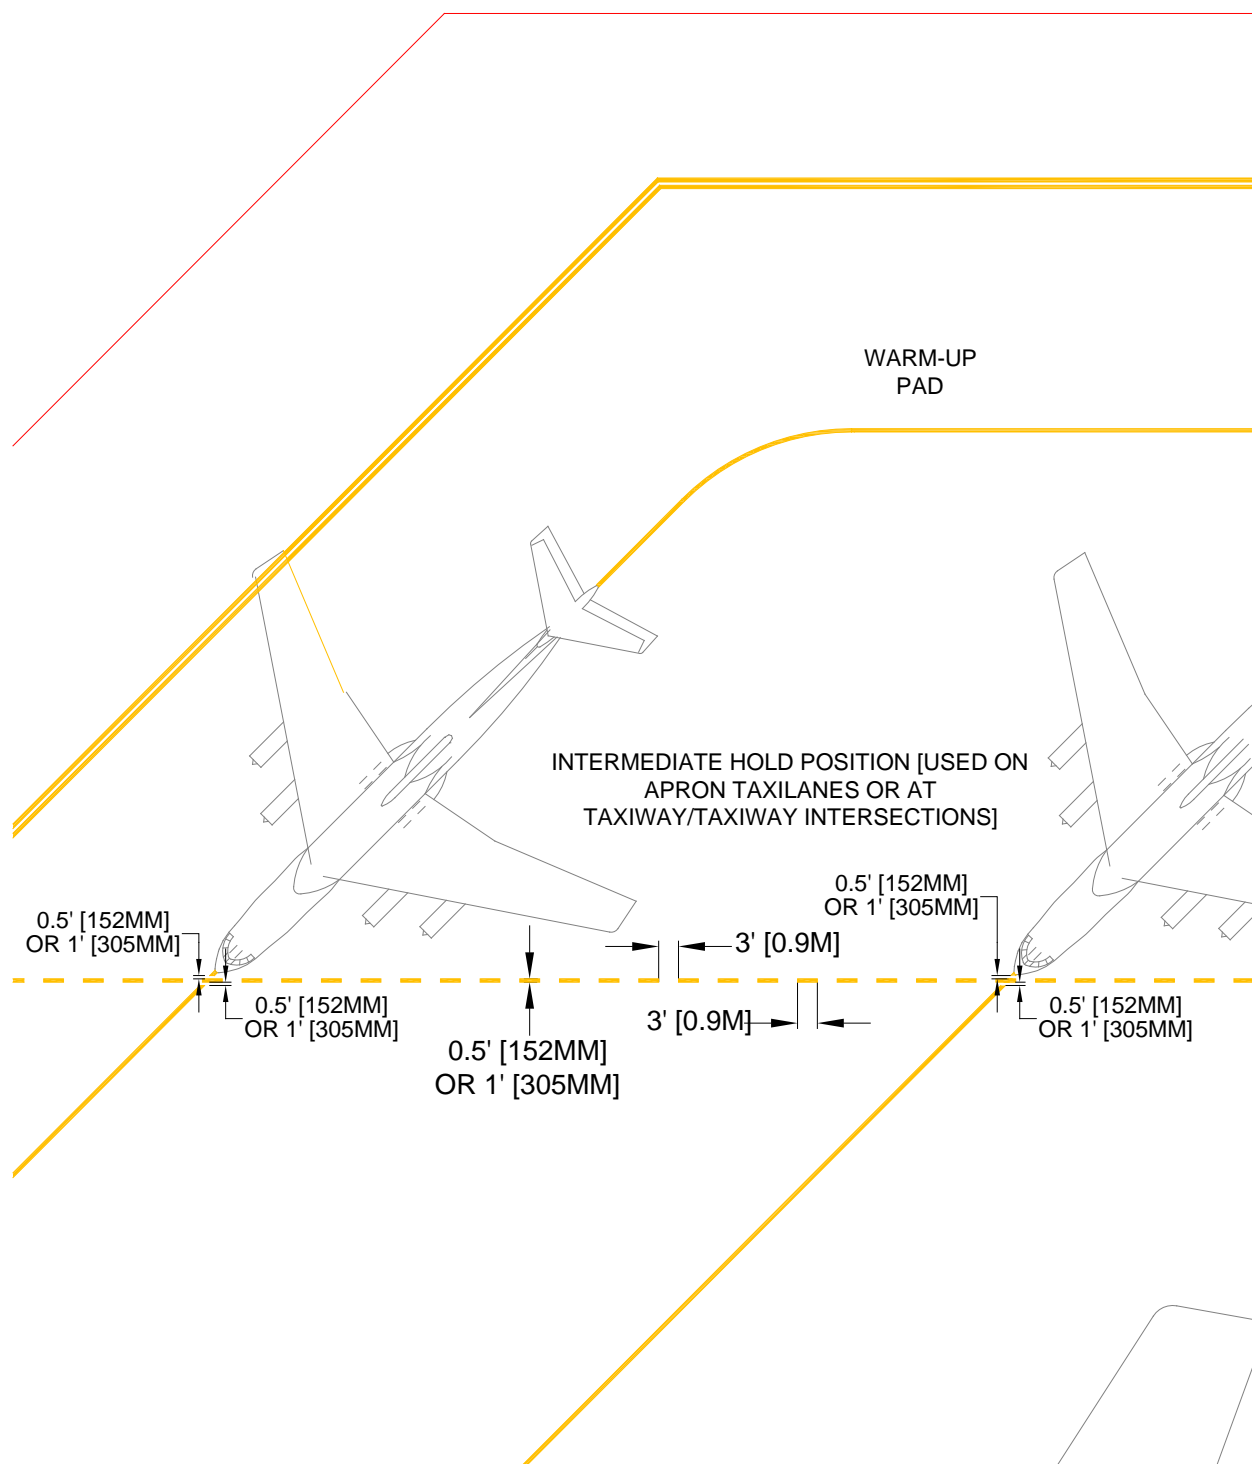 WARM-UP
PAD
INTERMEDIATE HOLD POSITION [USED ON
APRON TAXILANES OR AT
TAXIWAY/TAXIWAY INTERSECTIONS]
0.5' [152MM]
OR 1' [305MM]
0.5' [152MM]
OR 1' [305MM]
3' [0.9M]
0.5' [152MM]
OR 1' [305MM]
3' [0.9M]
0.5' [152MM]
OR 1' [305MM]
0.5' [152MM]
OR 1' [305MM]